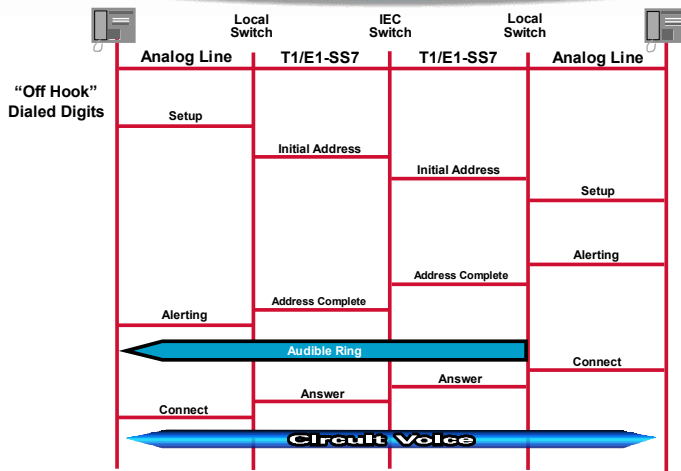 Local
Switch
IEC
Switch
Local
Switch
Analog Line
T1/E1-SS7
T1/E1-SS7
Analog Line
“Off Hook”
Dialed Digits
Setup
Initial Address
Initial Address
Setup
Alerting
Address Complete
Address Complete
Alerting
Audible Ring
Connect
Answer
Answer
Connect
Circuit Voice